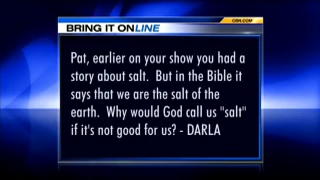 CBN.COM
BRING IT ONLINE
Pat, earlier on your show you had a
story about salt. But in the Bible it
says that we are the salt of the
earth. Why would God call us "salt"
if it's not good for us? - DARLA